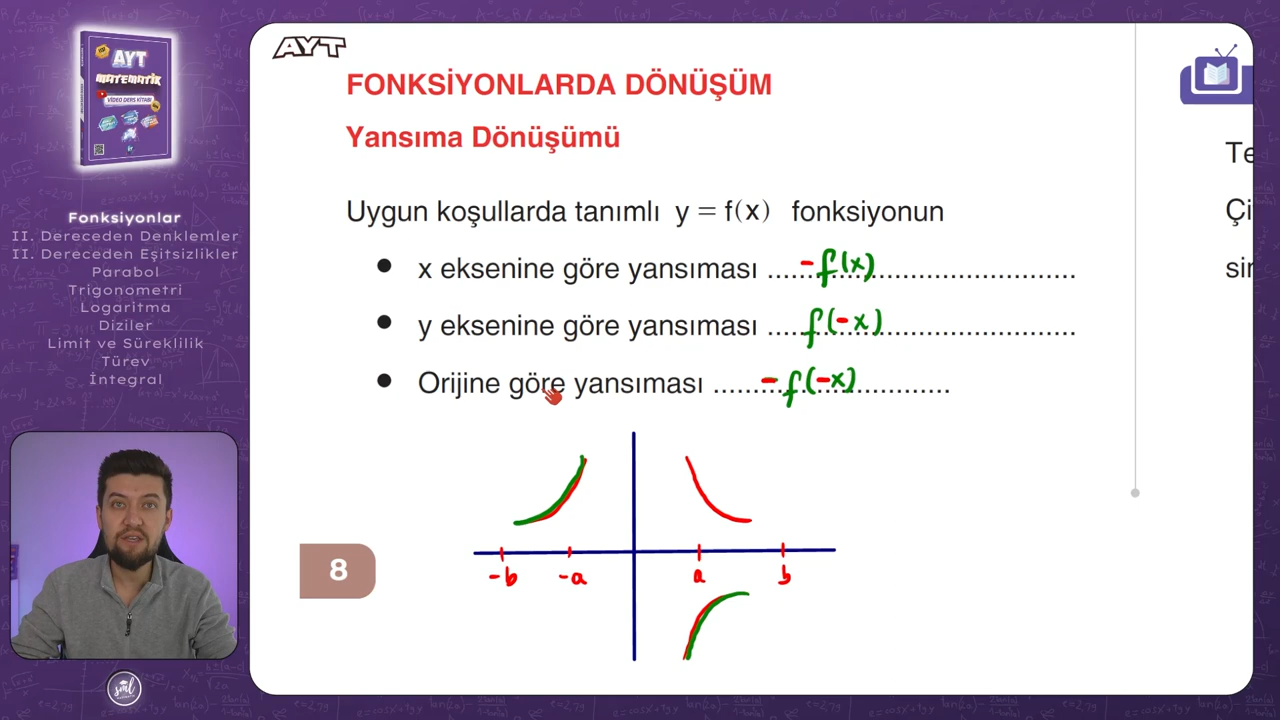 AYT
MATEMATİK
VİDEO DERS KİTABI
Fonksiyonlar
II. Dereceden Denklemler
II. Dereceden Eşitsizlikler
Parabol
Trigonometri
Logaritma
Diziler
Limit ve Süreklilik
Türev
İntegral
sml
AYT
FONKSİYONLARDA DÖNÜŞÜM
Yansıma Dönüşümü
Uygun koşullarda tanımlı y = f(x) fonksiyonun
• x eksenine göre yansıması ..... -f(x) .....
• y eksenine göre yansıması ..... f(-x) .....
• Orijine göre yansıması ..... -f(-x) .....
-b -a a b
8
Te
Çi
sin